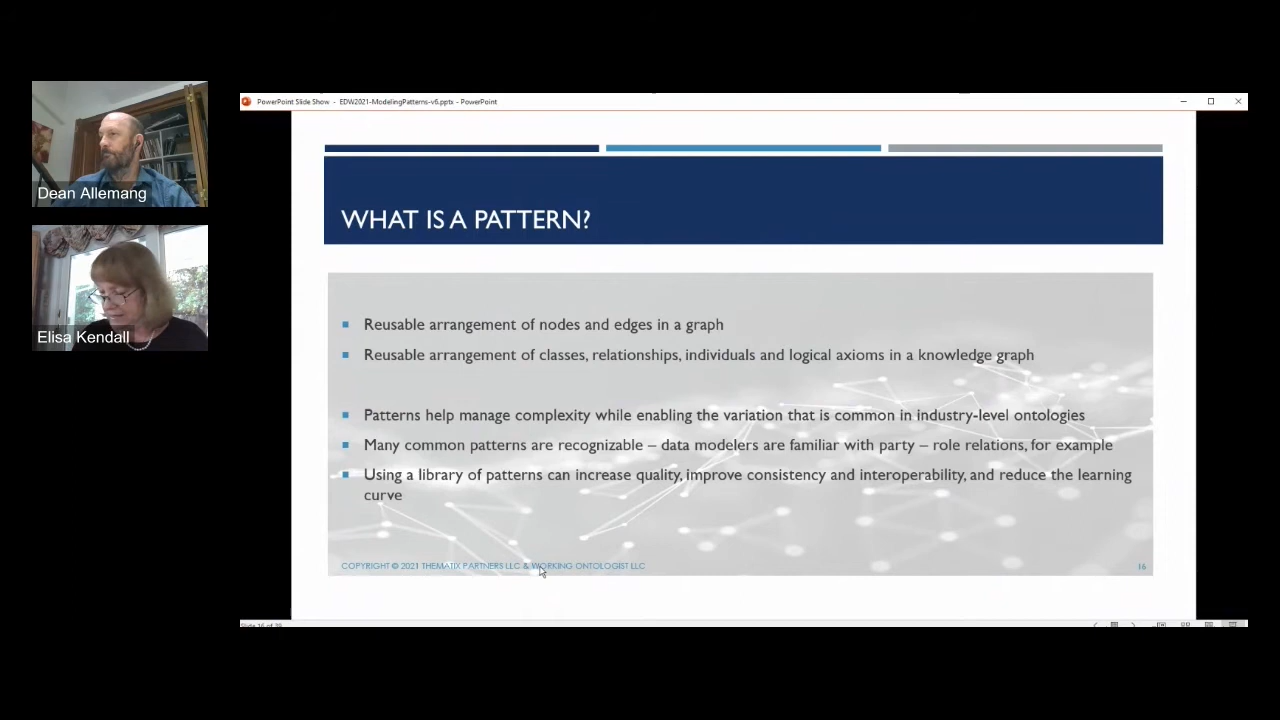 PowerPoint Slide Show - EDW2021-ModelingPatterns-v6.pptx - PowerPoint
Dean Allemang
Elisa Kendall
WHAT IS A PATTERN?
Reusable arrangement of nodes and edges in a graph
Reusable arrangement of classes, relationships, individuals and logical axioms in a knowledge graph
Patterns help manage complexity while enabling the variation that is common in industry-level ontologies
Many common patterns are recognizable – data modelers are familiar with party – role relations, for example
Using a library of patterns can increase quality, improve consistency and interoperability, and reduce the learning
curve
COPYRIGHT © 2021 THEMATIX PARTNERS LLC & WORKING ONTOLOGIST LLC
16